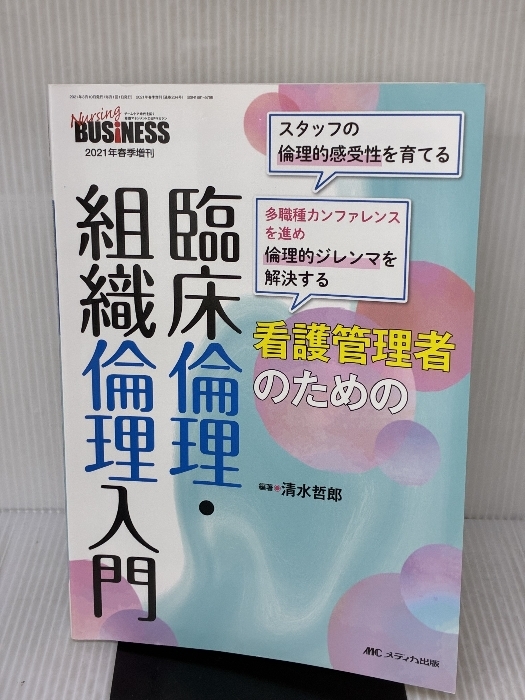 Nursing
BUSiNESS
2021年春季増刊
スタッフの
倫理的感受性を育てる
多職種カンファレンス
を進め
倫理的ジレンマを
解決する
看護管理者
のための
臨床倫理・
組織倫理入門
編著 清水哲郎
MC メディカ出版